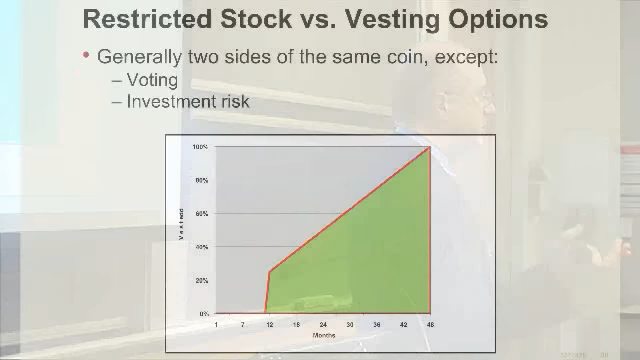 Restricted Stock vs. Vesting Options
• Generally two sides of the same coin, except:
– Voting
– Investment risk
100%
80%
60%
40%
20%
0%
1 7 12 18 24 30 36 42 48
Months